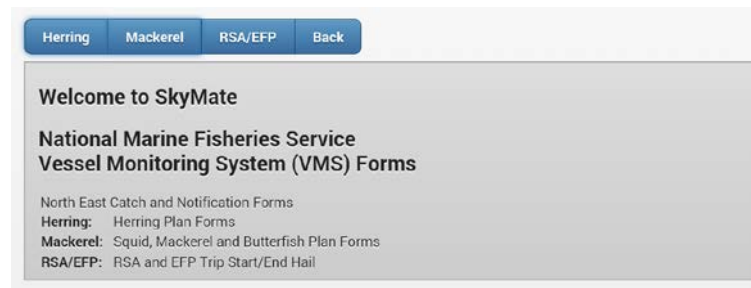 Herring Mackerel RSA/EFP Back
Welcome to SkyMate
National Marine Fisheries Service
Vessel Monitoring System (VMS) Forms
North East Catch and Notification Forms
Herring: Herring Plan Forms
Mackerel: Squid, Mackerel and Butterfish Plan Forms
RSA/EFP: RSA and EFP Trip Start/End Hail